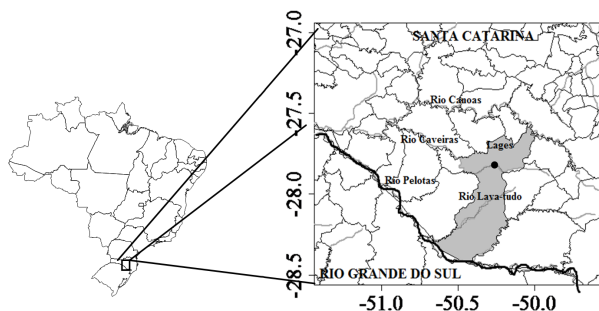 -27.0
SANTA CATARINA
Rio Canoas
-27.5
Rio Caveiras
Lages
Rio Pelotas
-28.0
Rio Lava-tudo
-28.5
RIO GRANDE DO SUL
-51.0 -50.5 -50.0